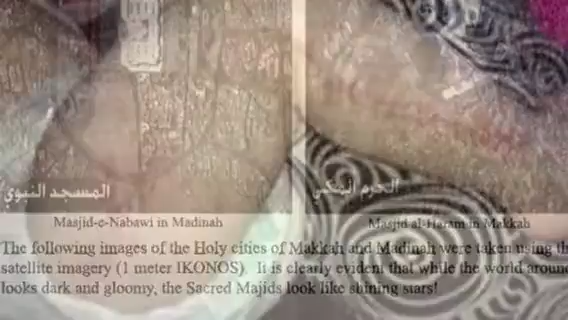 المسجد النبوي
الحرم المكي
Masjid-e-Nabawi in Madinah
Masjid al-Haram in Makkah
The following images of the Holy cities of Makkah and Madinah were taken using the
satellite imagery (1 meter IKONOS). It is clearly evident that while the world around
looks dark and gloomy, the Sacred Majids look like shining stars!